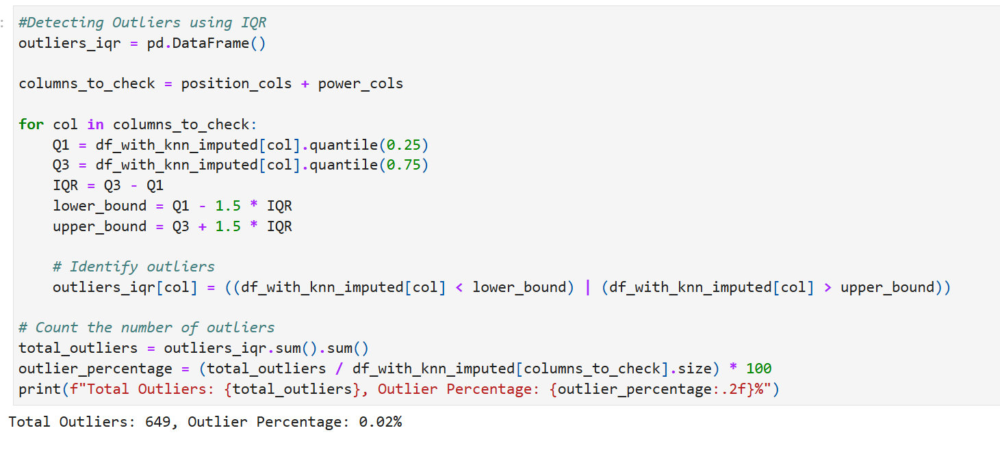 :
#Detecting Outliers using IQR
outliers_iqr = pd.DataFrame()

columns_to_check = position_cols + power_cols

for col in columns_to_check:
    Q1 = df_with_knn_imputed[col].quantile(0.25)
    Q3 = df_with_knn_imputed[col].quantile(0.75)
    IQR = Q3 - Q1
    lower_bound = Q1 - 1.5 * IQR
    upper_bound = Q3 + 1.5 * IQR

    # Identify outliers
    outliers_iqr[col] = ((df_with_knn_imputed[col] < lower_bound) | (df_with_knn_imputed[col] > upper_bound))

# Count the number of outliers
total_outliers = outliers_iqr.sum().sum()
outlier_percentage = (total_outliers / df_with_knn_imputed[columns_to_check].size) * 100
print(f"Total Outliers: {total_outliers}, Outlier Percentage: {outlier_percentage:.2f}%")
Total Outliers: 649, Outlier Percentage: 0.02%